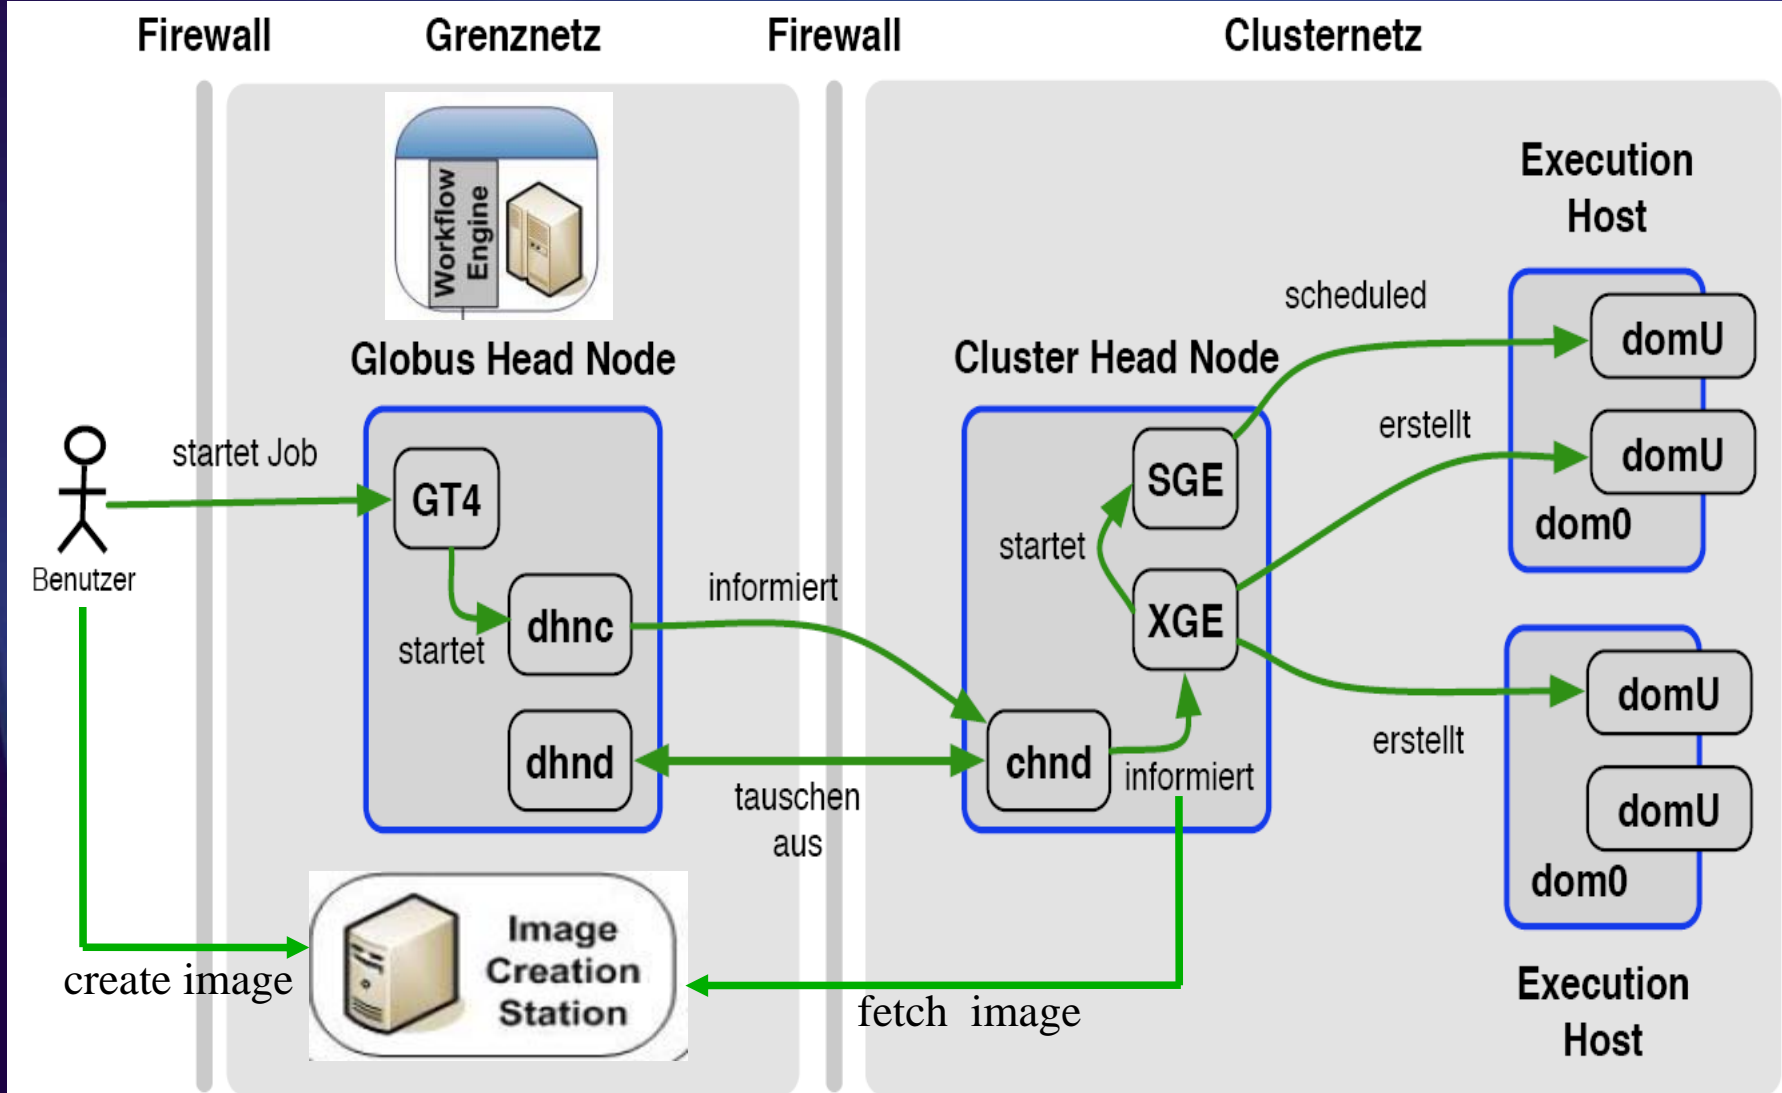 Firewall
Grenznetz
Firewall
Clusternetz
Workflow
Engine
Execution
Host
scheduled
domU
Globus Head Node
Cluster Head Node
erstellt
domU
startet Job
GT4
SGE
dom0
startet
Benutzer
informiert
dhnc
XGE
startet
domU
dhnd
chnd
informiert
erstellt
tauschen
aus
domU
dom0
Image
Creation
Station
create image
fetch image
Execution
Host